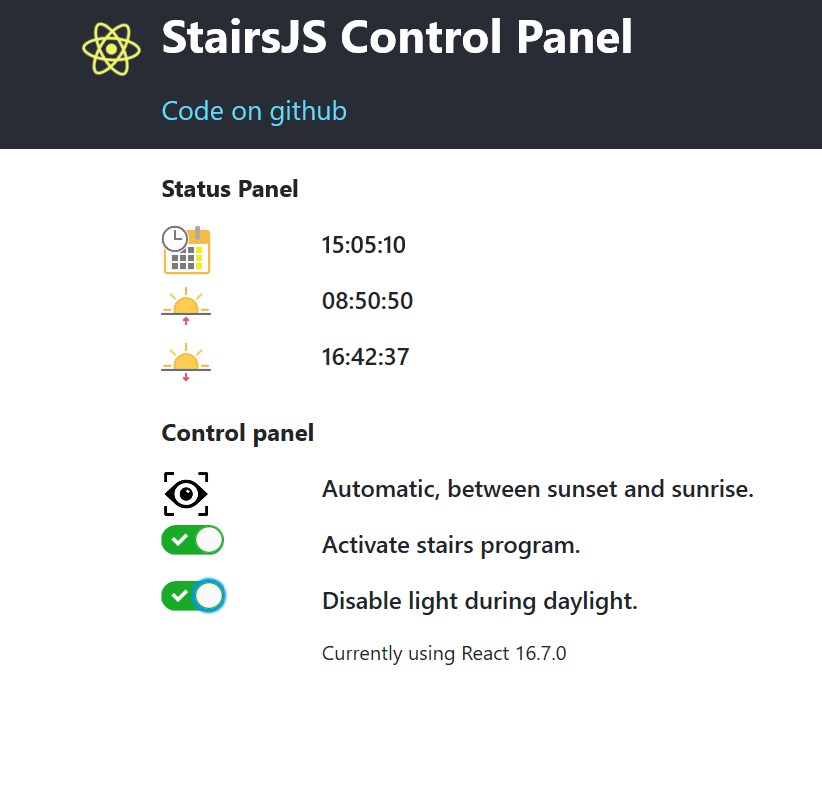 StairsJS Control Panel
Code on github
Status Panel
15:05:10
08:50:50
16:42:37
Control panel
Automatic, between sunset and sunrise.
Activate stairs program.
Disable light during daylight.
Currently using React 16.7.0